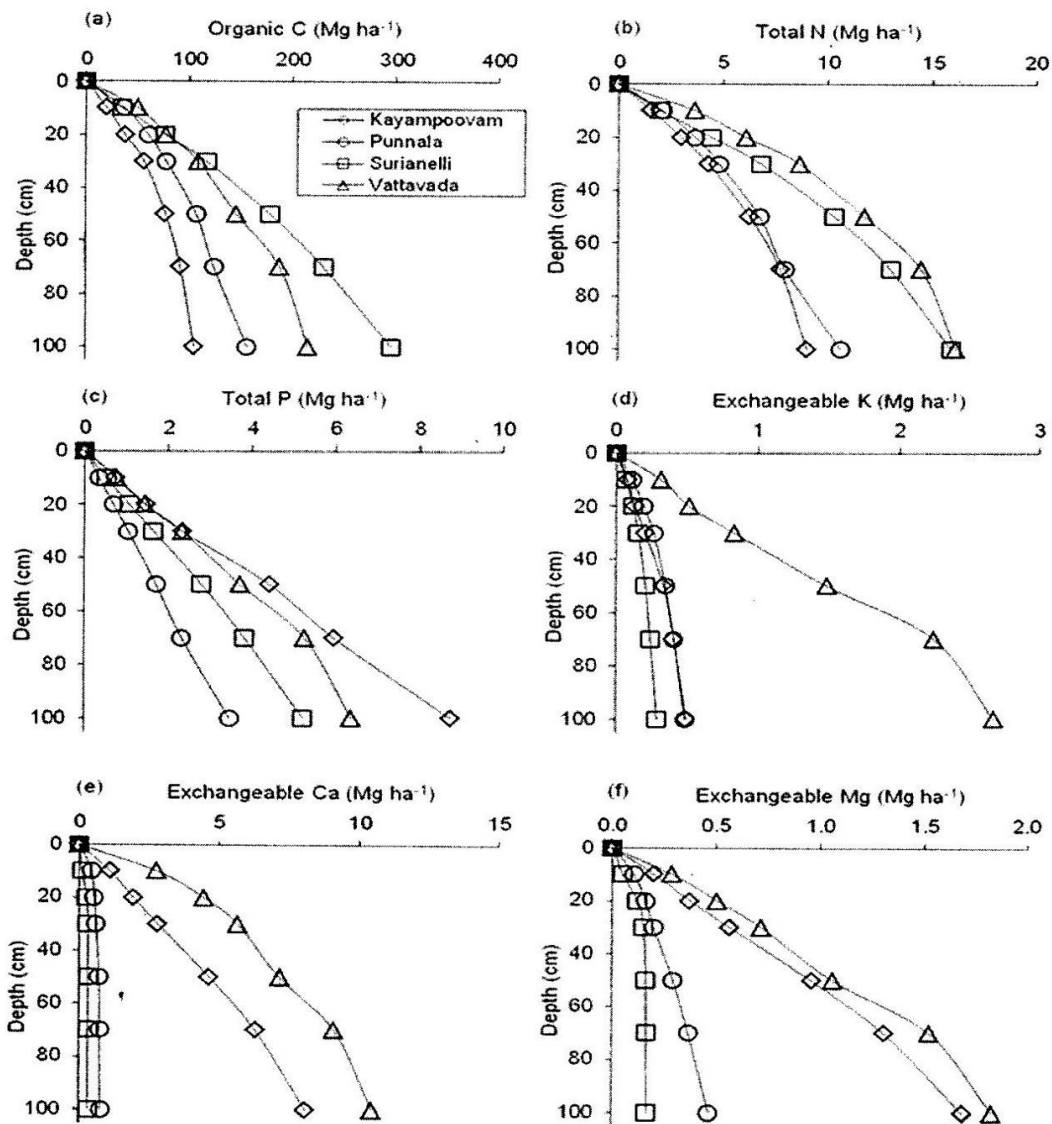 (a)
Organic C (Mg ha⁻¹)
0 100 200 300 400
0
20
40
60
80
100
Depth (cm)
Kayampoovam
Punnala
Surianelli
Vattavada
(b)
Total N (Mg ha⁻¹)
0 5 10 15 20
0
20
40
60
80
100
Depth (cm)
(c)
Total P (Mg ha⁻¹)
0 2 4 6 8 10
0
20
40
60
80
100
Depth (cm)
(d)
Exchangeable K (Mg ha⁻¹)
0 1 2 3
0
20
40
60
80
100
Depth (cm)
(e)
Exchangeable Ca (Mg ha⁻¹)
0 5 10 15
0
20
40
60
80
100
Depth (cm)
(f)
Exchangeable Mg (Mg ha⁻¹)
0.0 0.5 1.0 1.5 2.0
0
20
40
60
80
100
Depth (cm)